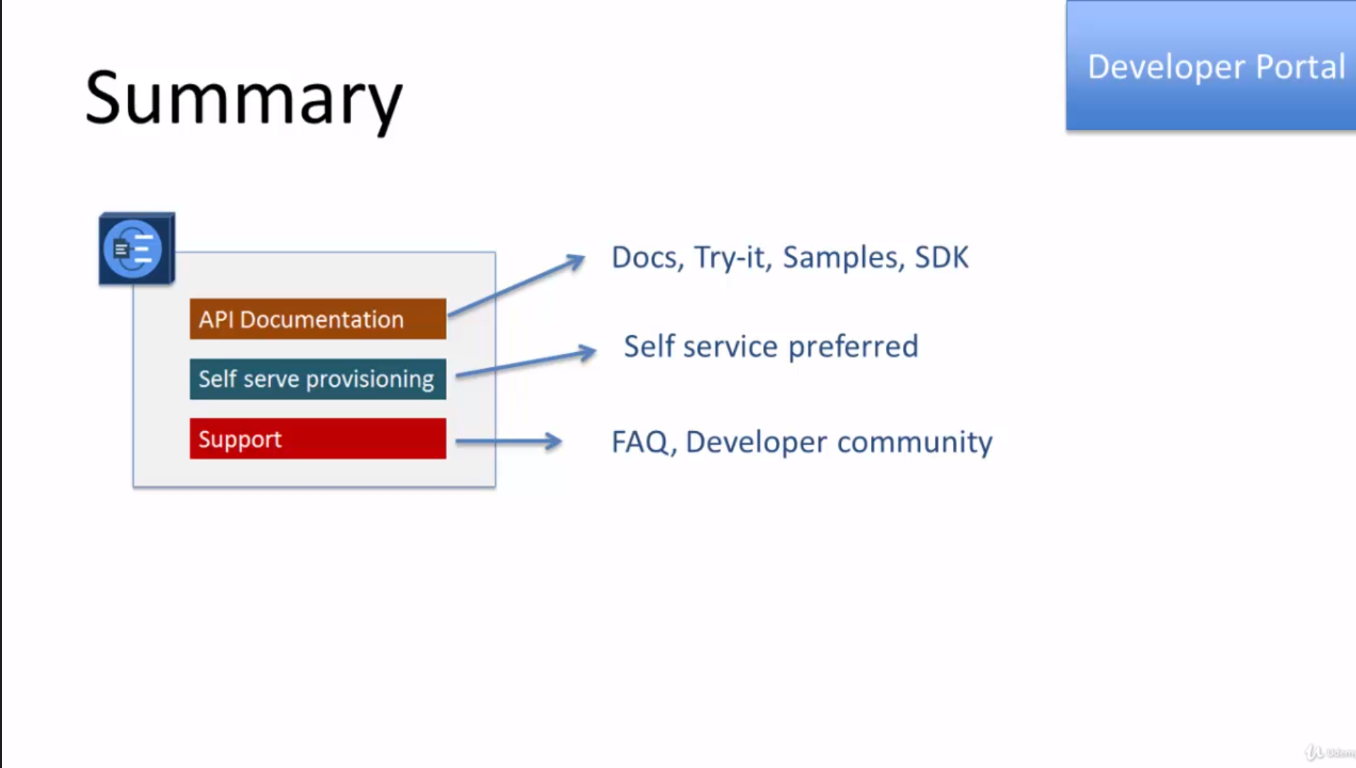 Developer Portal
Summary
Docs, Try-it, Samples, SDK
API Documentation
Self service preferred
Self serve provisioning
Support
FAQ, Developer community